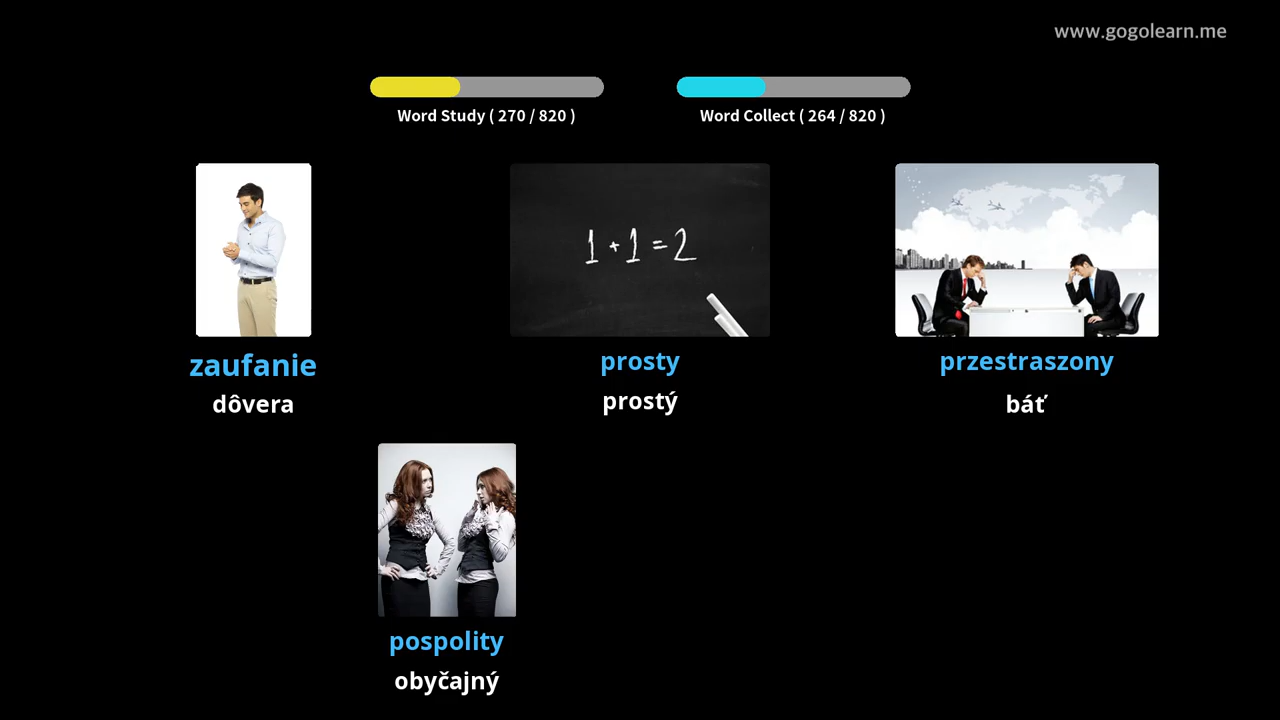 www.gogolearn.me
Word Study ( 270 / 820 )
Word Collect ( 264 / 820 )
1 + 1 = 2
zaufanie
dôvera
prosty
prostý
przestraszony
báť
pospolity
obyčajný